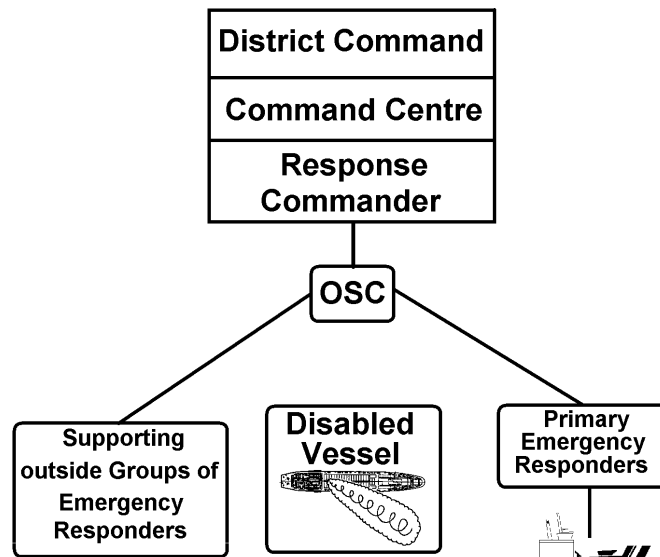 District Command
Command Centre
Response
Commander
OSC
Supporting
outside Groups of
Emergency
Responders
Disabled
Vessel
Primary
Emergency
Responders